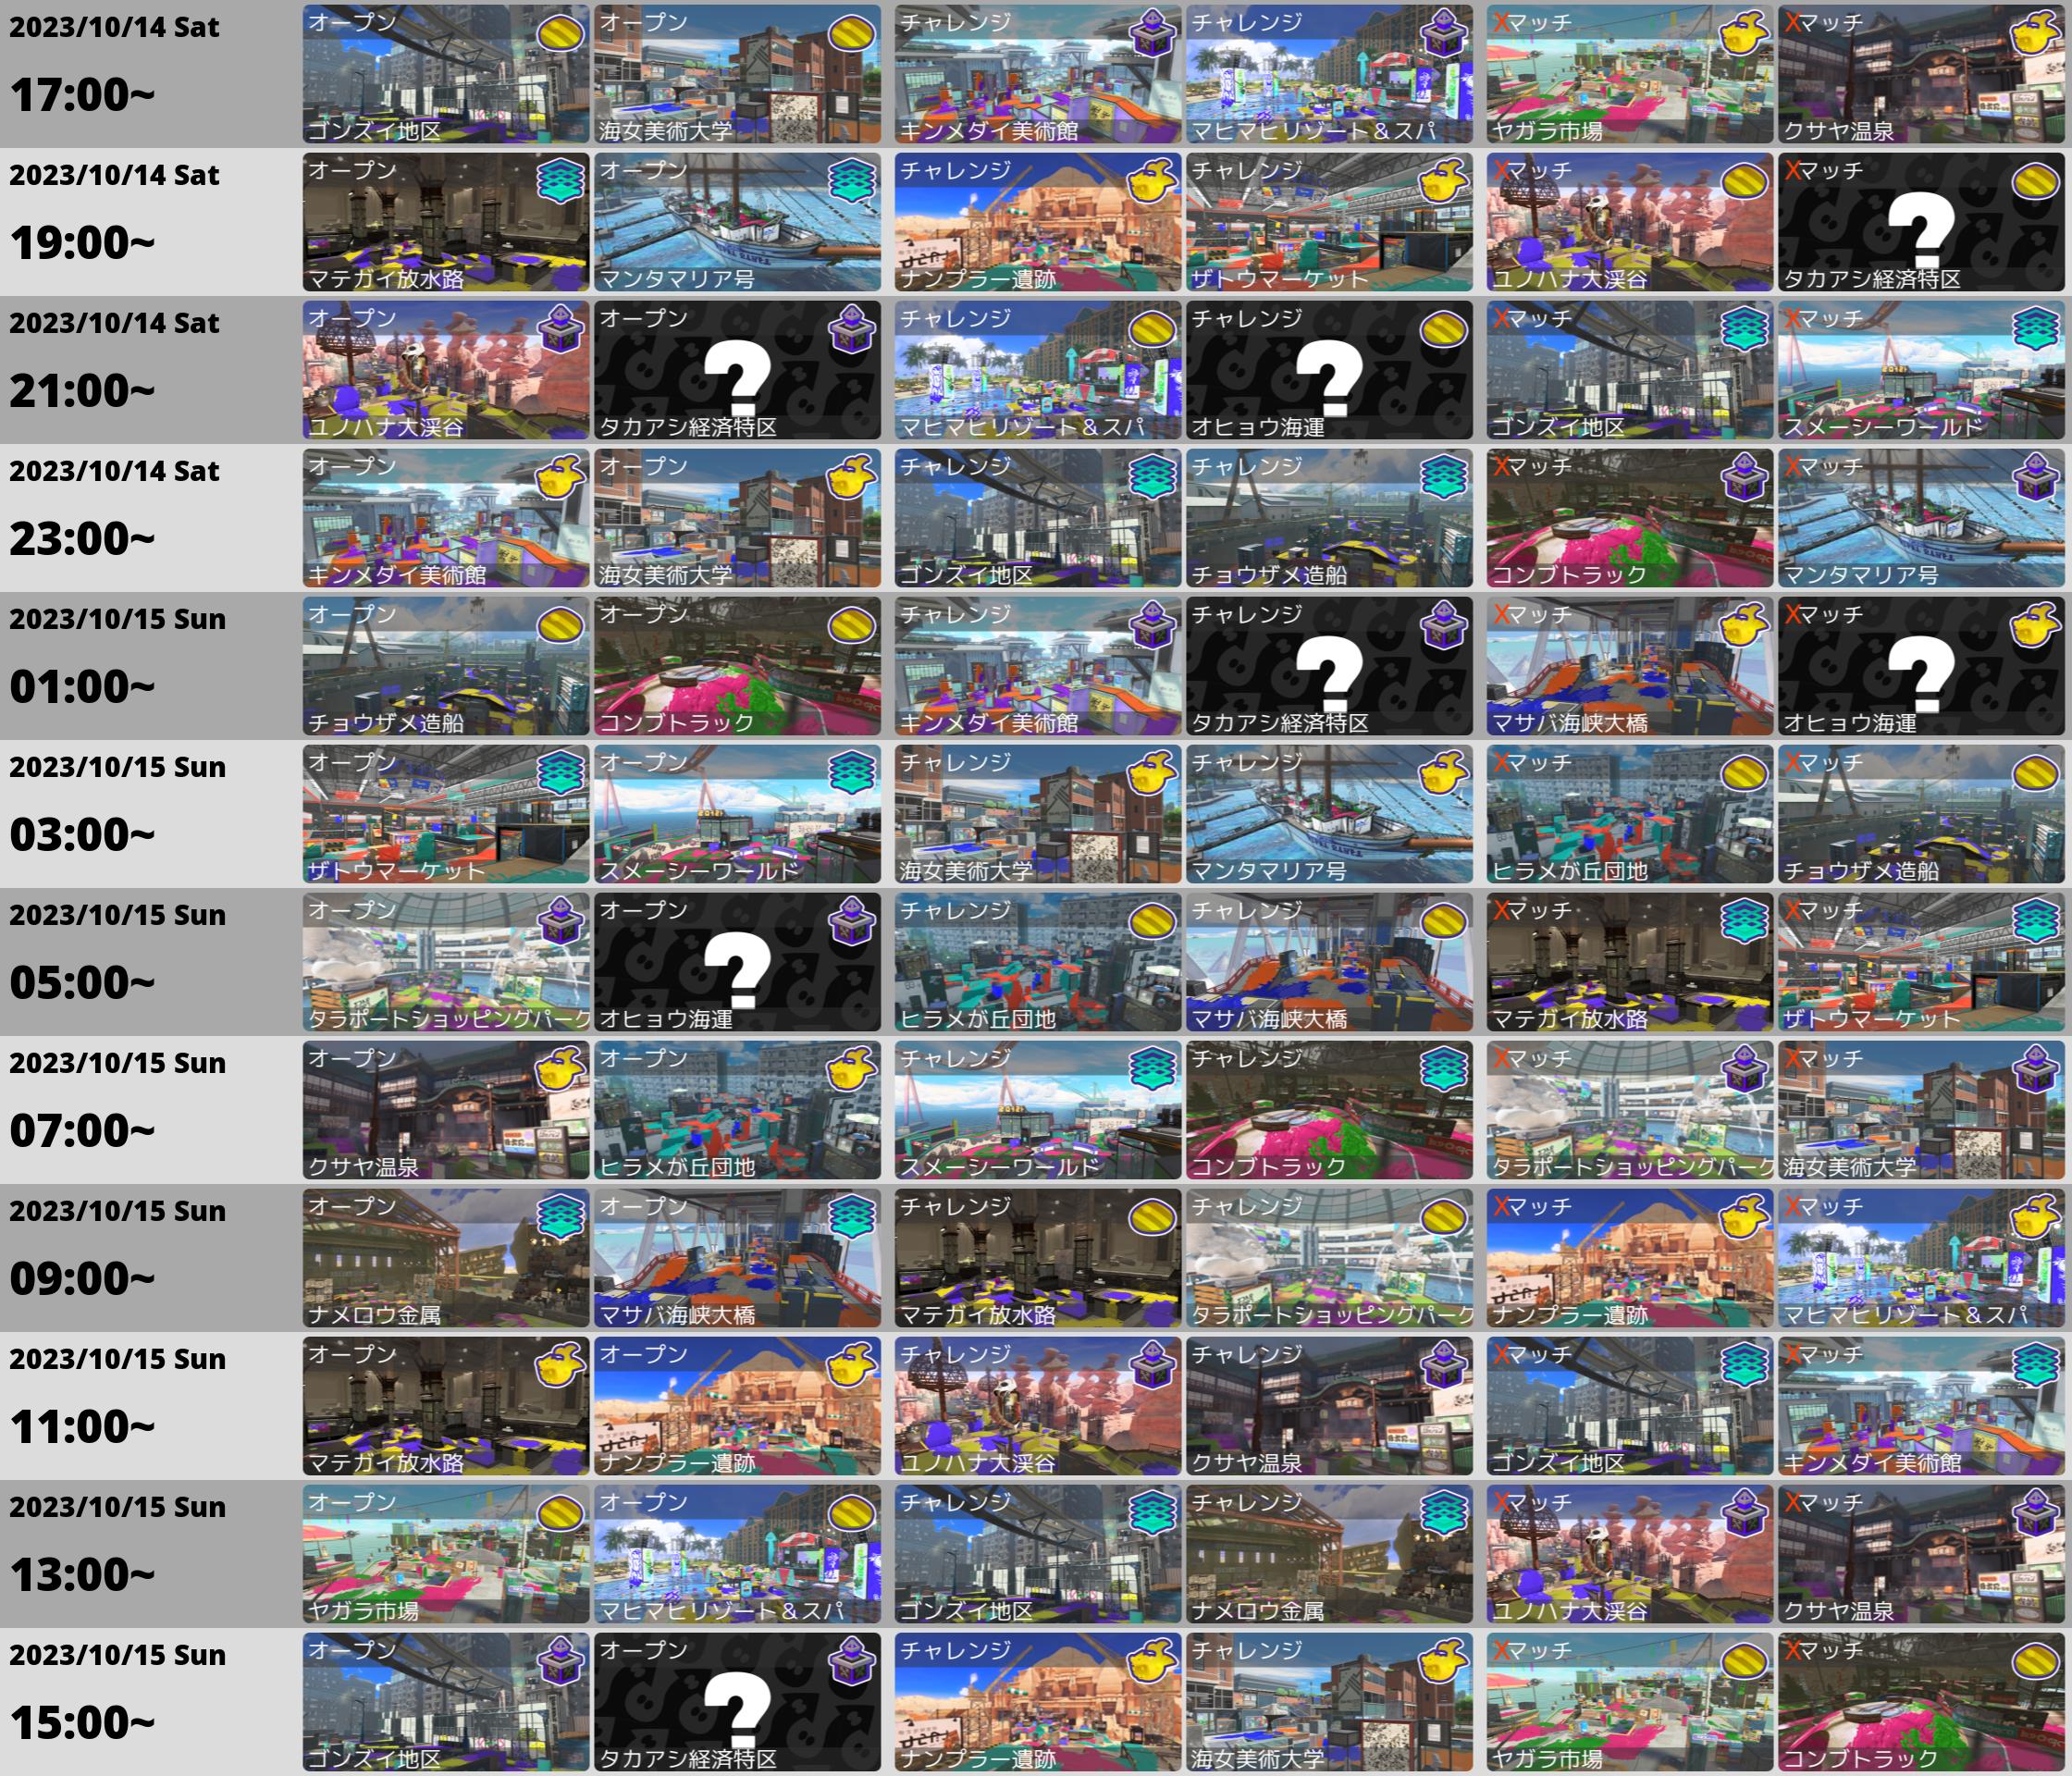 2023/10/14 Sat
17:00~
オープン オープン チャレンジ チャレンジ Xマッチ Xマッチ
ゴンズイ地区 海女美術大学 キンメダイ美術館 マヒマヒリゾート＆スパ ヤガラ市場 クサヤ温泉
2023/10/14 Sat
19:00~
オープン オープン チャレンジ チャレンジ Xマッチ Xマッチ
?
マテガイ放水路 マンタマリア号 ナンプラー遺跡 ザトウマーケット ユノハナ大渓谷 タカアシ経済特区
2023/10/14 Sat
21:00~
オープン オープン チャレンジ チャレンジ Xマッチ Xマッチ
? ?
ユノハナ大渓谷 タカアシ経済特区 マヒマヒリゾート＆スパ オヒョウ海運 ゴンズイ地区 スメーシーワールド
2023/10/14 Sat
23:00~
オープン オープン チャレンジ チャレンジ Xマッチ Xマッチ
キンメダイ美術館 海女美術大学 ゴンズイ地区 チョウザメ造船 コンブトラック マンタマリア号
2023/10/15 Sun
01:00~
オープン オープン チャレンジ チャレンジ Xマッチ Xマッチ
? ?
チョウザメ造船 コンブトラック キンメダイ美術館 タカアシ経済特区 マサバ海峡大橋 オヒョウ海運
2023/10/15 Sun
03:00~
オープン オープン チャレンジ チャレンジ Xマッチ Xマッチ
ザトウマーケット スメーシーワールド 海女美術大学 マンタマリア号 ヒラメが丘団地 チョウザメ造船
2023/10/15 Sun
05:00~
オープン オープン チャレンジ チャレンジ Xマッチ Xマッチ
?
タラポートショッピングパーク オヒョウ海運 ヒラメが丘団地 マサバ海峡大橋 マテガイ放水路 ザトウマーケット
2023/10/15 Sun
07:00~
オープン オープン チャレンジ チャレンジ Xマッチ Xマッチ
クサヤ温泉 ヒラメが丘団地 スメーシーワールド コンブトラック タラポートショッピングパーク 海女美術大学
2023/10/15 Sun
09:00~
オープン オープン チャレンジ チャレンジ Xマッチ Xマッチ
ナメロウ金属 マサバ海峡大橋 マテガイ放水路 タラポートショッピングパーク ナンプラー遺跡 マヒマヒリゾート＆スパ
2023/10/15 Sun
11:00~
オープン オープン チャレンジ チャレンジ Xマッチ Xマッチ
マテガイ放水路 ナンプラー遺跡 ユノハナ大渓谷 クサヤ温泉 ゴンズイ地区 キンメダイ美術館
2023/10/15 Sun
13:00~
オープン オープン チャレンジ チャレンジ Xマッチ Xマッチ
ヤガラ市場 マヒマヒリゾート＆スパ ゴンズイ地区 ナメロウ金属 ユノハナ大渓谷 クサヤ温泉
2023/10/15 Sun
15:00~
オープン オープン チャレンジ チャレンジ Xマッチ Xマッチ
?
ゴンズイ地区 タカアシ経済特区 ナンプラー遺跡 海女美術大学 ヤガラ市場 コンブトラック